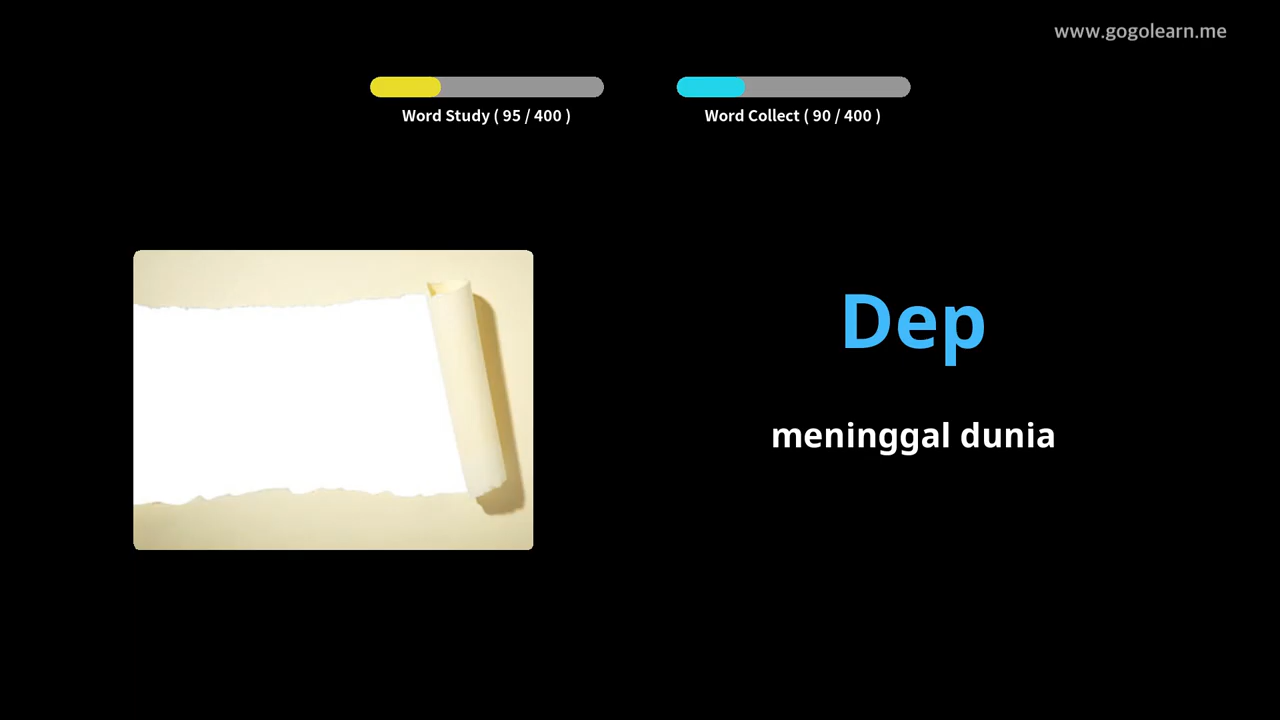 www.gogolearn.me
Word Study ( 95 / 400 )
Word Collect ( 90 / 400 )
Dep
meninggal dunia